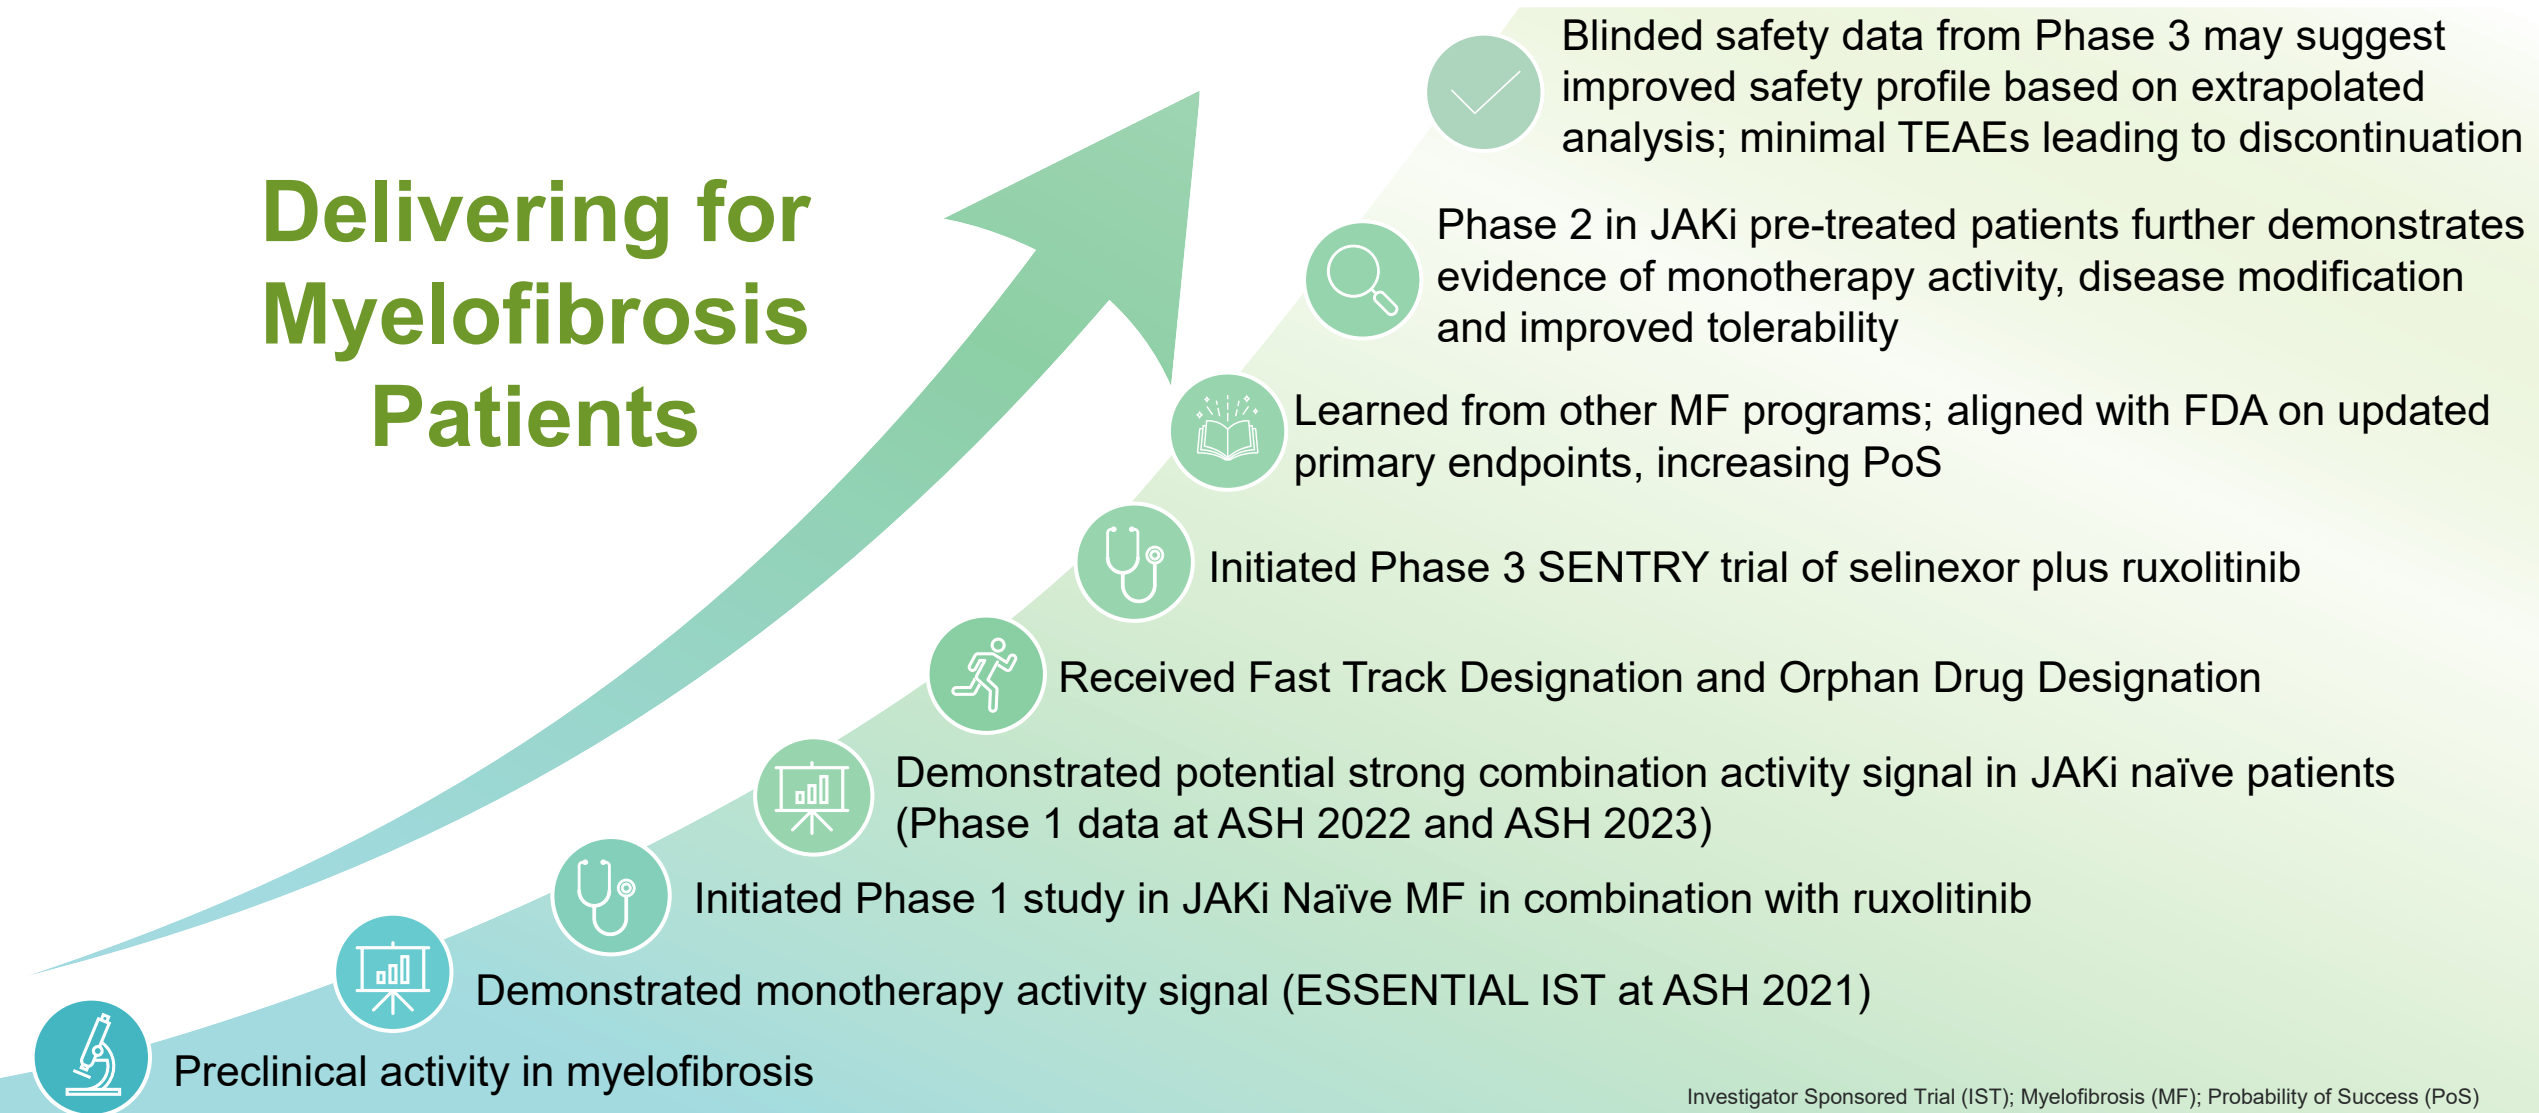 Delivering for
Myelofibrosis
Patients
Blinded safety data from Phase 3 may suggest
improved safety profile based on extrapolated
analysis; minimal TEAEs leading to discontinuation
Phase 2 in JAKi pre-treated patients further demonstrates
evidence of monotherapy activity, disease modification
and improved tolerability
Learned from other MF programs; aligned with FDA on updated
primary endpoints, increasing PoS
Initiated Phase 3 SENTRY trial of selinexor plus ruxolitinib
Received Fast Track Designation and Orphan Drug Designation
Demonstrated potential strong combination activity signal in JAKi naïve patients
(Phase 1 data at ASH 2022 and ASH 2023)
Initiated Phase 1 study in JAKi Naïve MF in combination with ruxolitinib
Demonstrated monotherapy activity signal (ESSENTIAL IST at ASH 2021)
Preclinical activity in myelofibrosis
Investigator Sponsored Trial (IST); Myelofibrosis (MF); Probability of Success (PoS)